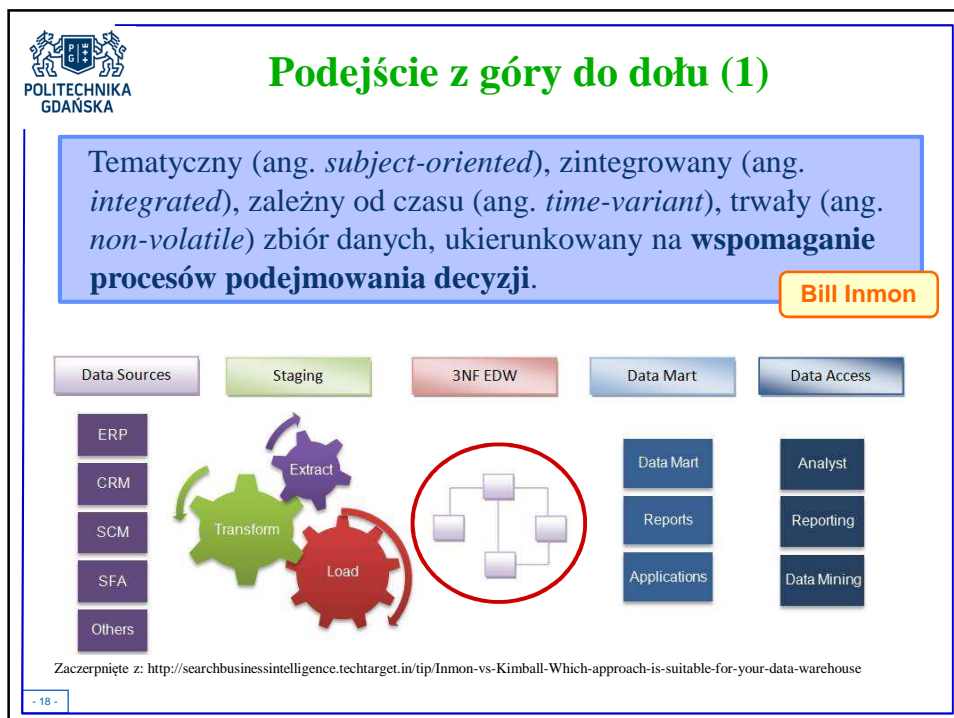 POLITECHNIKA
GDAŃSKA
Podejście z góry do dołu (1)
Tematyczny (ang. subject-oriented), zintegrowany (ang.
integrated), zależny od czasu (ang. time-variant), trwały (ang.
non-volatile) zbiór danych, ukierunkowany na wspomaganie
procesów podejmowania decyzji.
Bill Inmon
Data Sources
Staging
3NF EDW
Data Mart
Data Access
ERP
CRM
SCM
SFA
Others
Extract
Transform
Load
Data Mart
Reports
Applications
Analyst
Reporting
Data Mining
Zaczerpnięte z: http://searchbusinessintelligence.techtarget.in/tip/Inmon-vs-Kimball-Which-approach-is-suitable-for-your-data-warehouse
- 18 -